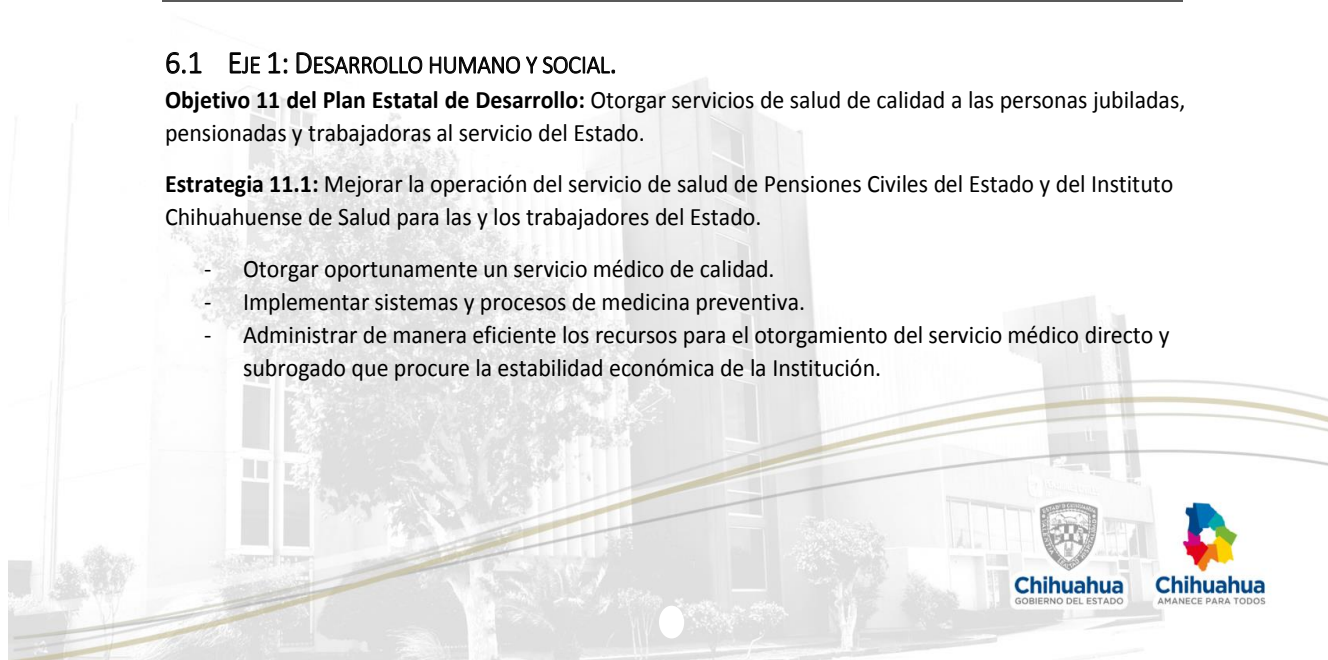 6.1 EJE 1: DESARROLLO HUMANO Y SOCIAL.
Objetivo 11 del Plan Estatal de Desarrollo: Otorgar servicios de salud de calidad a las personas jubiladas,
pensionadas y trabajadoras al servicio del Estado.
Estrategia 11.1: Mejorar la operación del servicio de salud de Pensiones Civiles del Estado y del Instituto
Chihuahuense de Salud para las y los trabajadores del Estado.
- Otorgar oportunamente un servicio médico de calidad.
- Implementar sistemas y procesos de medicina preventiva.
- Administrar de manera eficiente los recursos para el otorgamiento del servicio médico directo y
subrogado que procure la estabilidad económica de la Institución.
Chihuahua
GOBIERNO DEL ESTADO
Chihuahua
AMANECE PARA TODOS